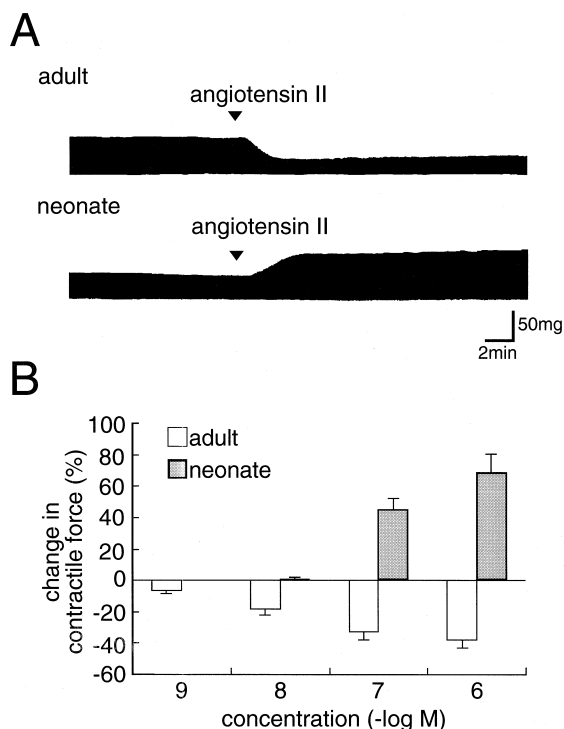 A
adult
angiotensin II
neonate
angiotensin II
50mg
2min
B
change in
contractile force (%)
100
80
60
40
20
0
-20
-40
-60
adult
neonate
9 8 7 6
concentration (-log M)